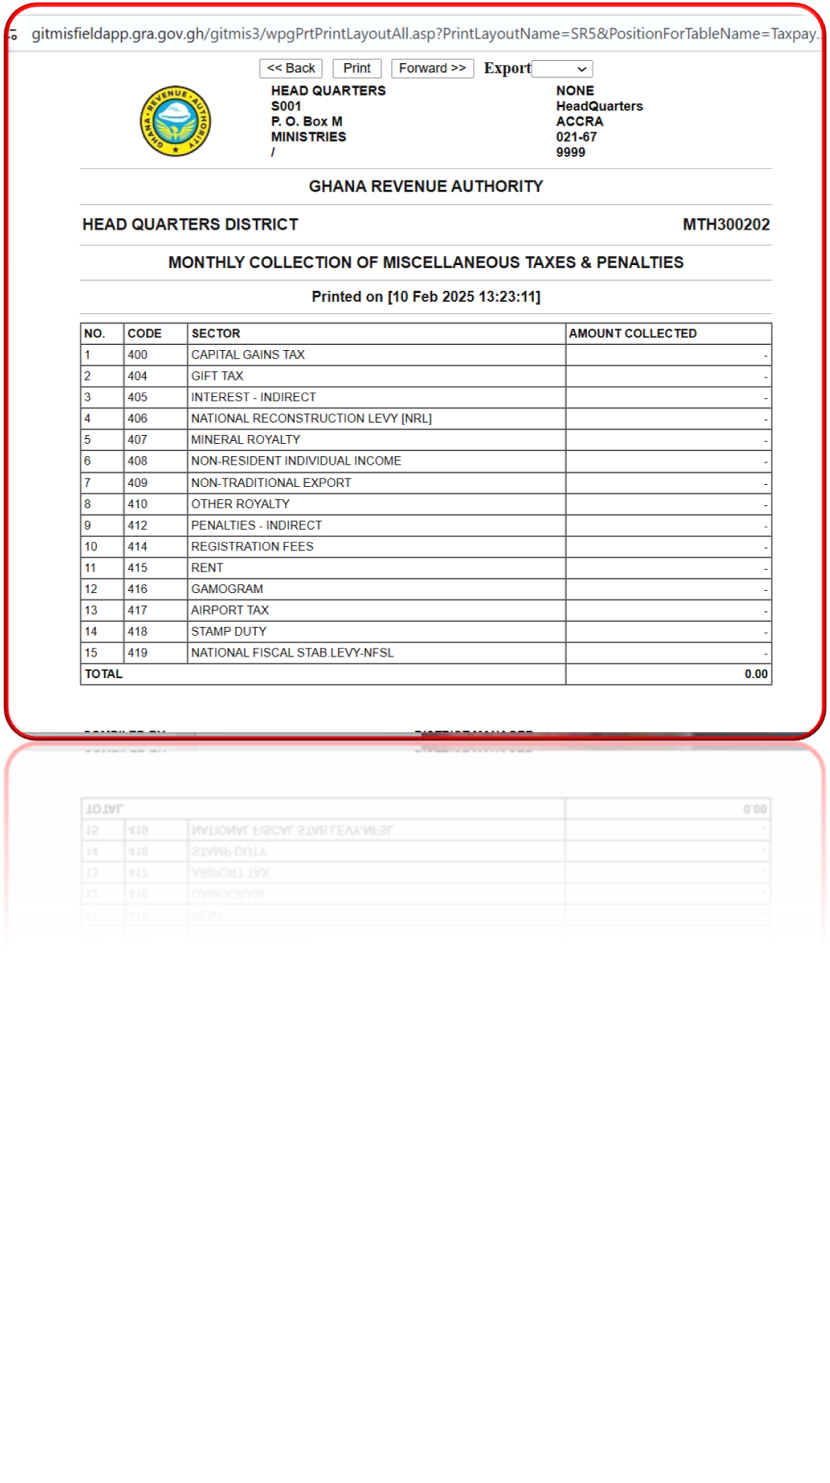 gitmisfieldapp.gra.gov.gh/gitmis3/wpgPrtPrintLayoutAll.asp?PrintLayoutName=SR5&PositionForTableName=Taxpay...
<< Back Print Forward >> Export
HEAD QUARTERS NONE
S001 HeadQuarters
P. O. Box M ACCRA
MINISTRIES 021-67
/ 9999
GHANA REVENUE AUTHORITY
GHANA REVENUE AUTHORITY
HEAD QUARTERS DISTRICT MTH300202
MONTHLY COLLECTION OF MISCELLANEOUS TAXES & PENALTIES
Printed on [10 Feb 2025 13:23:11]
NO. CODE SECTOR AMOUNT COLLECTED
1 400 CAPITAL GAINS TAX -
2 404 GIFT TAX -
3 405 INTEREST - INDIRECT -
4 406 NATIONAL RECONSTRUCTION LEVY [NRL] -
5 407 MINERAL ROYALTY -
6 408 NON-RESIDENT INDIVIDUAL INCOME -
7 409 NON-TRADITIONAL EXPORT -
8 410 OTHER ROYALTY -
9 412 PENALTIES - INDIRECT -
10 414 REGISTRATION FEES -
11 415 RENT -
12 416 GAMOGRAM -
13 417 AIRPORT TAX -
14 418 STAMP DUTY -
15 419 NATIONAL FISCAL STAB.LEVY-NFSL -
TOTAL 0.00